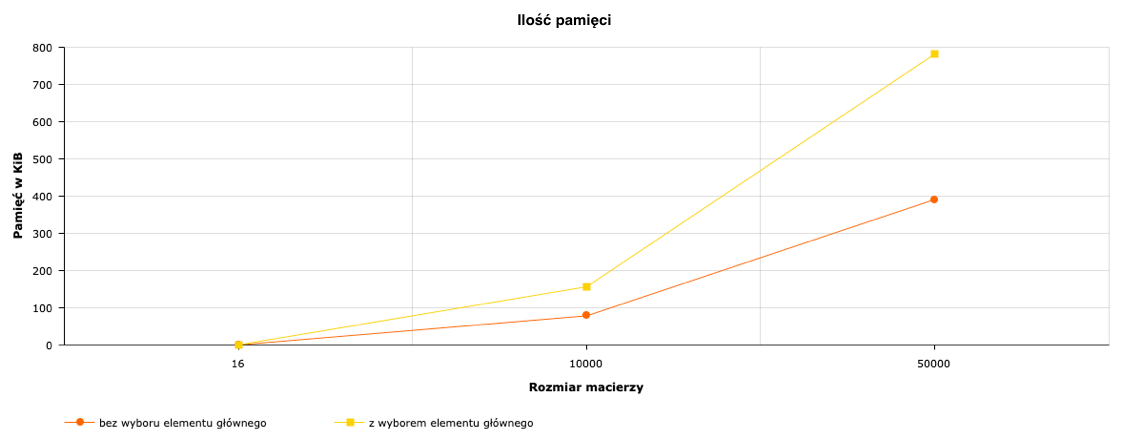 Ilość pamięci
800
700
600
500
400
300
200
100
0
Pamięć w KiB
16 10000 50000
Rozmiar macierzy
bez wyboru elementu głównego z wyborem elementu głównego